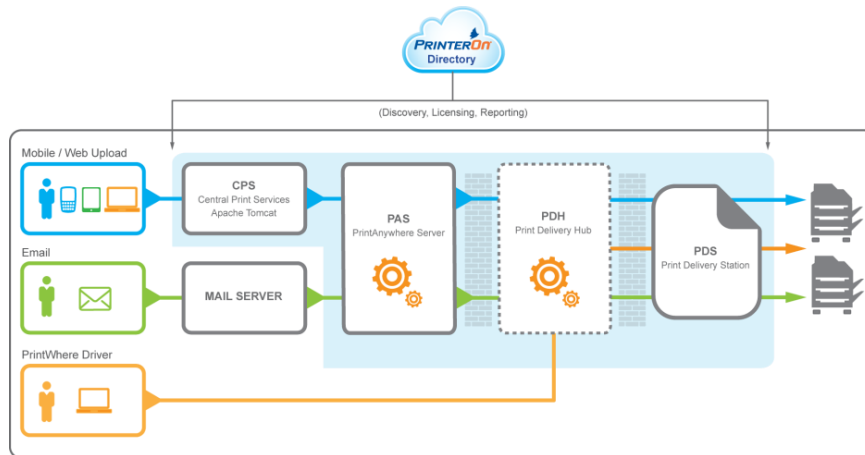 PRINTERON
Directory
(Discovery, Licensing, Reporting)
Mobile / Web Upload
CPS
Central Print Services
Apache Tomcat
PAS
PrintAnywhere Server
PDH
Print Delivery Hub
PDS
Print Delivery Station
Email
MAIL SERVER
PrintWhere Driver